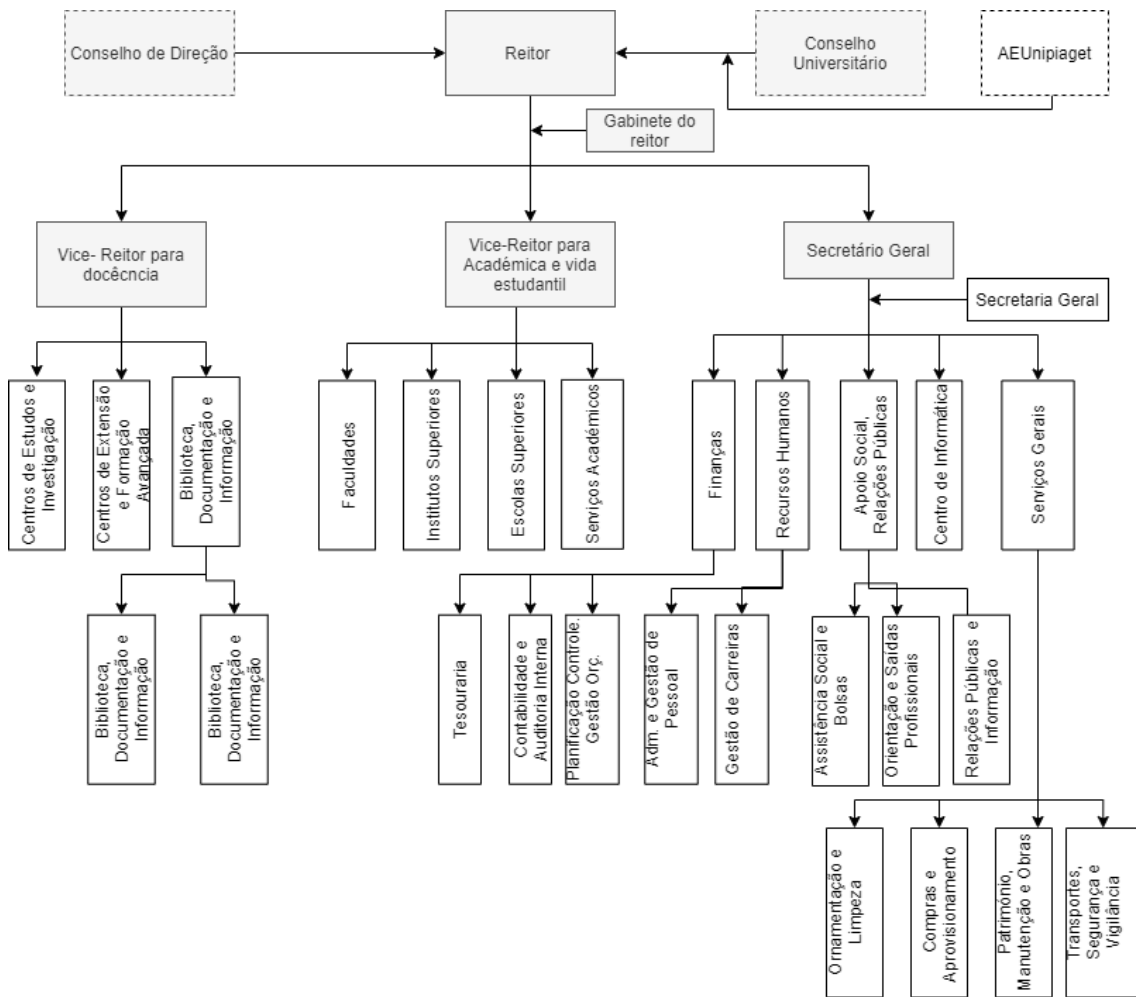 Conselho de Direção
Reitor
Conselho
Universitário
AEUnipiaget
Gabinete do
reitor
Vice- Reitor para
docêcncia
Vice-Reitor para
Académica e vida
estudantil
Secretário Geral
Secretaria Geral
Centros de Estudos e
Investigação
Centros de Extensão
e Formação
Avançada
Biblioteca,
Documentação e
Informação
Faculdades
Institutos Superiores
Escolas Superiores
Serviços Académicos
Finanças
Recursos Humanos
Apoio Social,
Relações Públicas
Centro de Informática
Serviços Gerais
Biblioteca,
Documentação e
Informação
Biblioteca,
Documentação e
Informação
Tesouraria
Contabilidade e
Auditoria Interna
Planificação Controle.
Gestão Orç.
Adm. e Gestão de
Pessoal
Gestão de Carreiras
Assistência Social e
Bolsas
Orientação e Saídas
Profissionais
Relações Públicas e
Informação
Ornamentação e
Limpeza
Compras e
Aprovisionamento
Património,
Manutenção e Obras
Transportes,
Segurança e
Vigilância